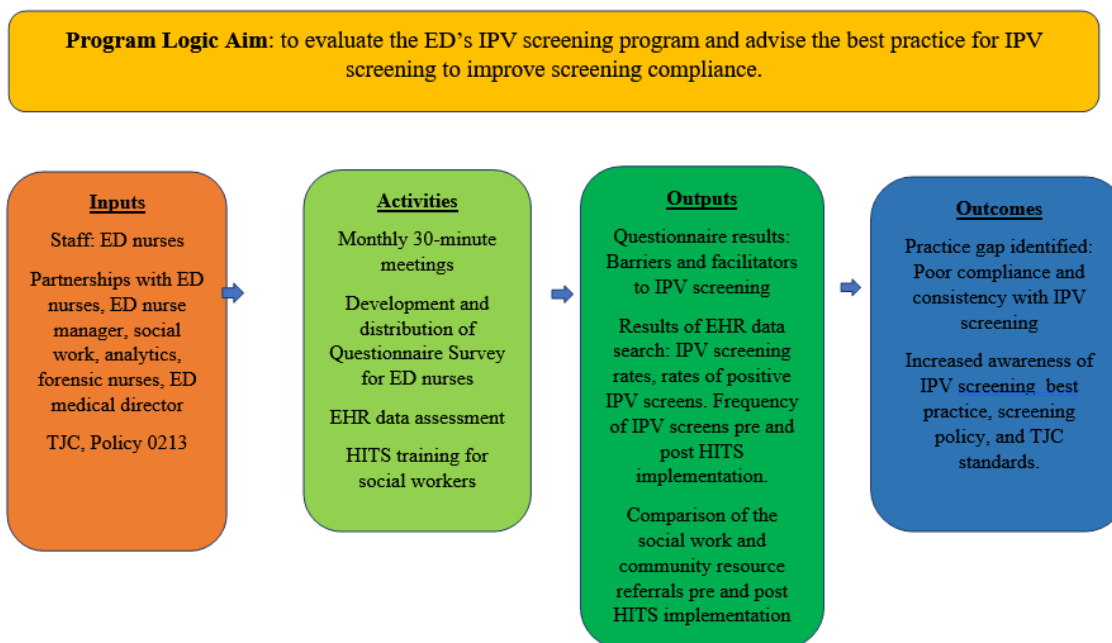 Program Logic Aim: to evaluate the ED's IPV screening program and advise the best practice for IPV
screening to improve screening compliance.
Inputs
Staff: ED nurses
Partnerships with ED
nurses, ED nurse
manager, social
work, analytics,
forensic nurses, ED
medical director
TJC, Policy 0213
Activities
Monthly 30-minute
meetings
Development and
distribution of
Questionnaire Survey
for ED nurses
EHR data assessment
HITS training for
social workers
Outputs
Questionnaire results:
Barriers and facilitators
to IPV screening
Results of EHR data
search: IPV screening
rates, rates of positive
IPV screens. Frequency
of IPV screens pre and
post HITS
implementation.
Comparison of the
social work and
community resource
referrals pre and post
HITS implementation
Outcomes
Practice gap identified:
Poor compliance and
consistency with IPV
screening
Increased awareness of
IPV screening best
practice, screening
policy, and TJC
standards.